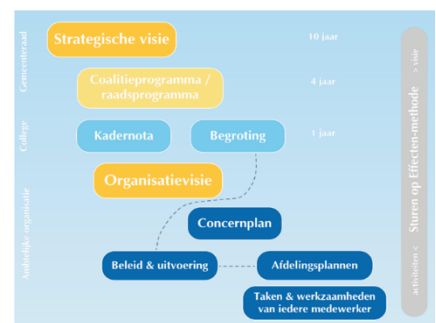 Gemeenteraad
Strategische visie
10 jaar
Coalitieprogramma /
raadsprogramma
4 jaar
College
Kadernota
Begroting
1 jaar
Ambtelijke organisatie
Organisatievisie
Concernplan
Beleid & uitvoering
Afdelingsplannen
Taken & werkzaamheden
van iedere medewerker
activiteiten < Sturen op Effecten-methode > visie